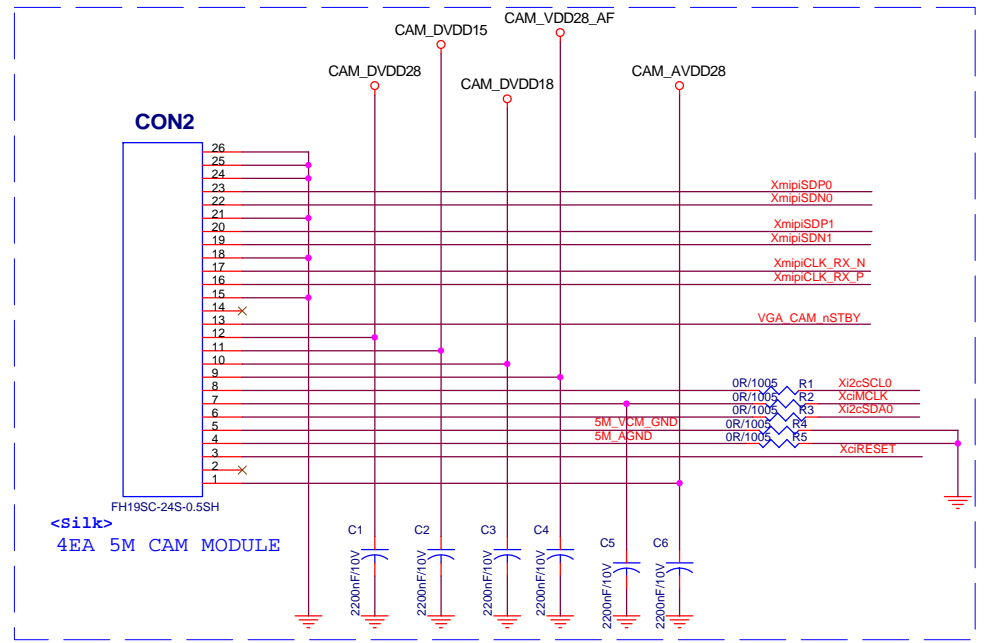 CAM_VDD28_AF
CAM_DVDD15
CAM_DVDD28
CAM_DVDD18
CAM_AVDD28
CON2
26
25
24
23 XmipiSDP0
22 XmipiSDN0
21
20 XmipiSDP1
19 XmipiSDN1
18
17 XmipiCLK_RX_N
16 XmipiCLK_RX_P
15
14
13 VGA_CAM_nSTBY
12
11
10
9
8 0R/1005 R1 Xi2cSCL0
7 0R/1005 R2 XciMCLK
6 0R/1005 R3 Xi2cSDA0
5 5M_VCM_GND 0R/1005 R4
4 5M_AGND 0R/1005 R5
3 XciRESET
2
1
FH19SC-24S-0.5SH
<Silk>
4EA 5M CAM MODULE
C1 C2 C3 C4 C5 C6
2200nF/10V 2200nF/10V 2200nF/10V 2200nF/10V 2200nF/10V 2200nF/10V